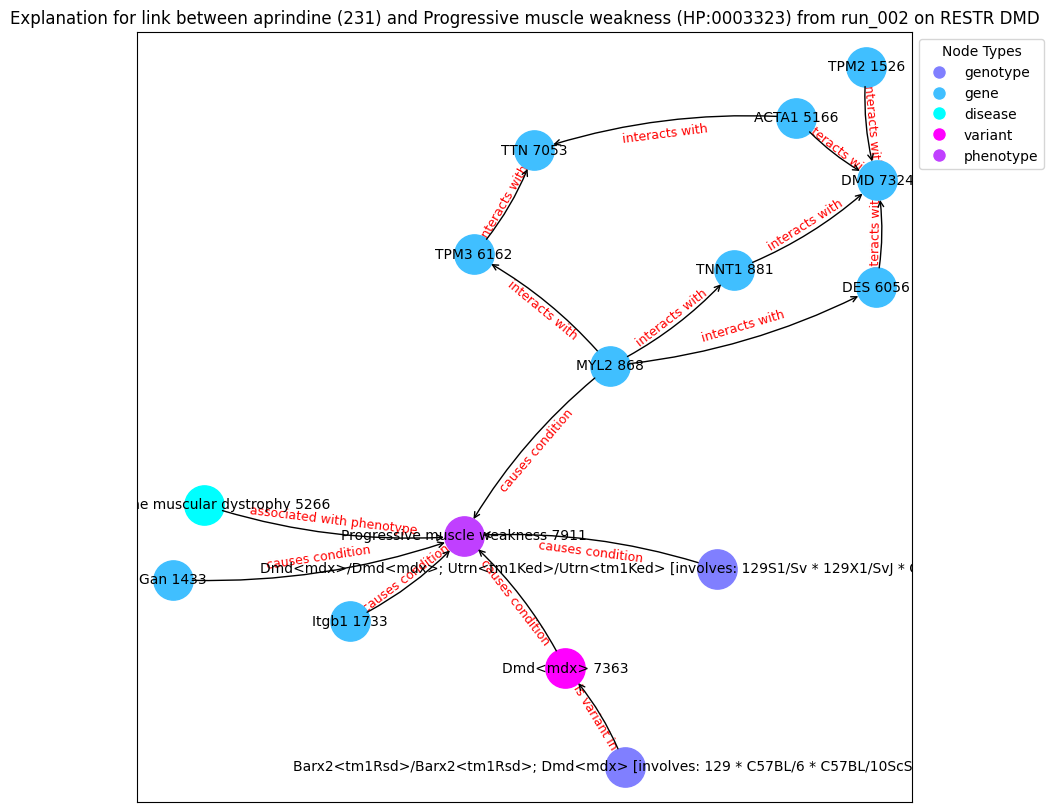 Explanation for link between aprindine (231) and Progressive muscle weakness (HP:0003323) from run_002 on RESTR DMD
Node Types
genotype
gene
disease
variant
phenotype
TPM2 1526
interacts with
ACTA1 5166
interacts with
TTN 7053
DMD 7324
interacts with
interacts with
TPM3 6162
interacts with
TNNT1 881
DES 6056
interacts with
interacts with
interacts with
interacts with
MYL2 868
causes condition
muscular dystrophy 5266
associated with phenotype
Progressive muscle weakness 7911
causes condition
causes condition
Dmd<mdx>/Dmd<mdx>; Utrn<tm1Ked>/Utrn<tm1Ked> [involves: 129S1/Sv * 129X1/SvJ *
Gan 1433
causes condition
Itgb1 1733
causes condition
Dmd<mdx> 7363
is variant in
Barx2<tm1Rsd>/Barx2<tm1Rsd>; Dmd<mdx> [involves: 129 * C57BL/6 * C57BL/10ScS